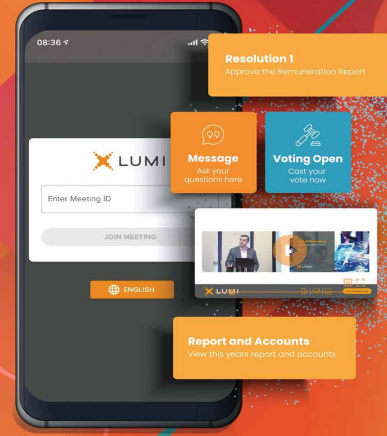 08:36
Resolution 1
Approve the Remuneration Report
LUMI
Message
Ask your
questions here
Voting Open
Cast your
vote now
Enter Meeting ID
JOIN MEETING
ENGLISH
LUMI
LUMI
Report and Accounts
View this years report and accounts